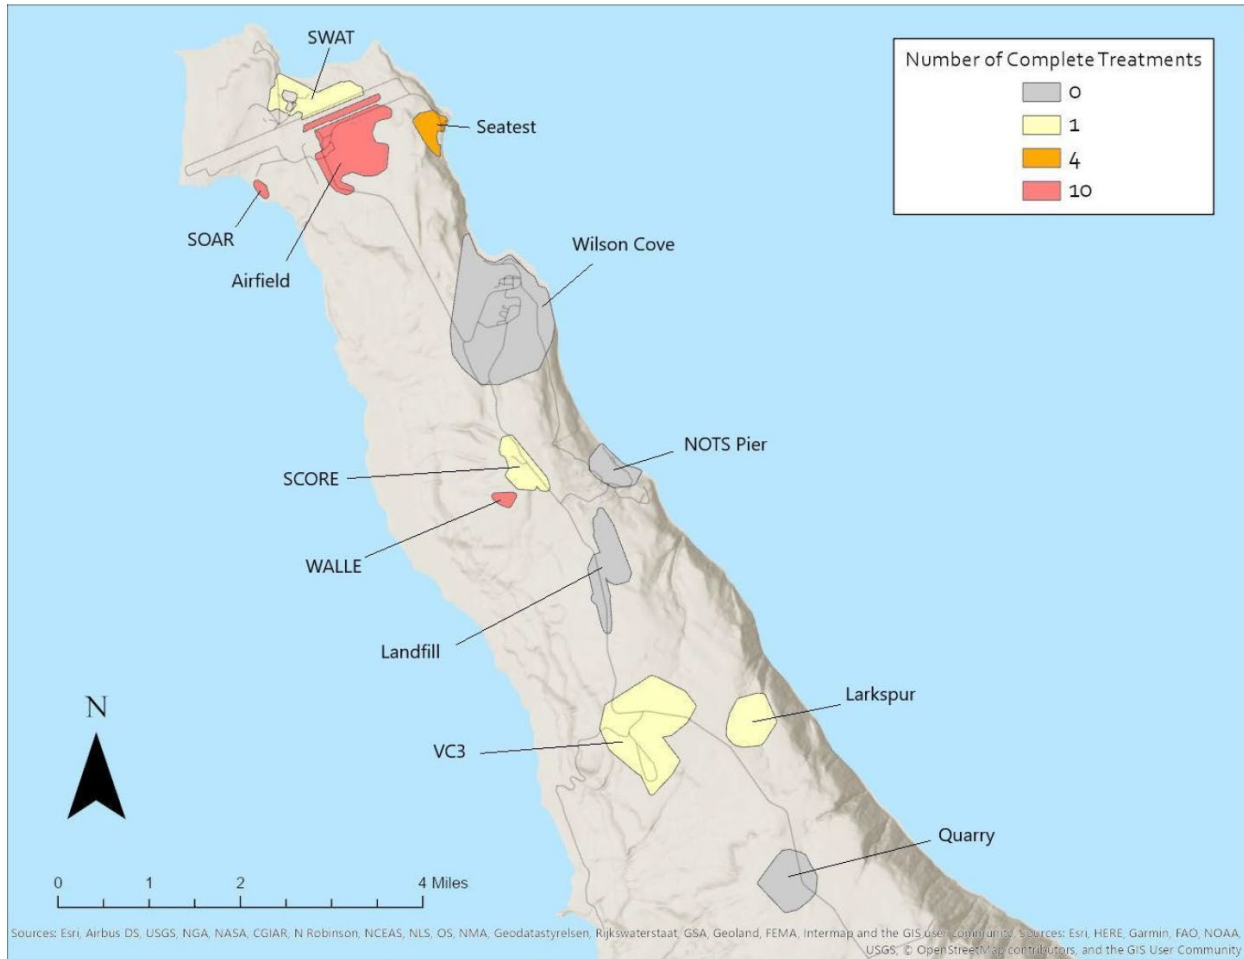 SWAT
Number of Complete Treatments
0
1
4
10
Seatest
SOAR
Airfield
Wilson Cove
NOTS Pier
SCORE
WALLE
Landfill
Larkspur
VC3
N
Quarry
0 1 2 4 Miles
Sources: Esri, Airbus DS, USGS, NGA, NASA, CGIAR, N Robinson, NCEAS, NLS, OS, NMA, Geodatastyrelsen, Rijkswaterstaat, GSA, Geoland, FEMA, Intermap and the GIS user community, Sources: Esri, HERE, Garmin, FAO, NOAA,
USGS, © OpenStreetMap contributors, and the GIS User Community